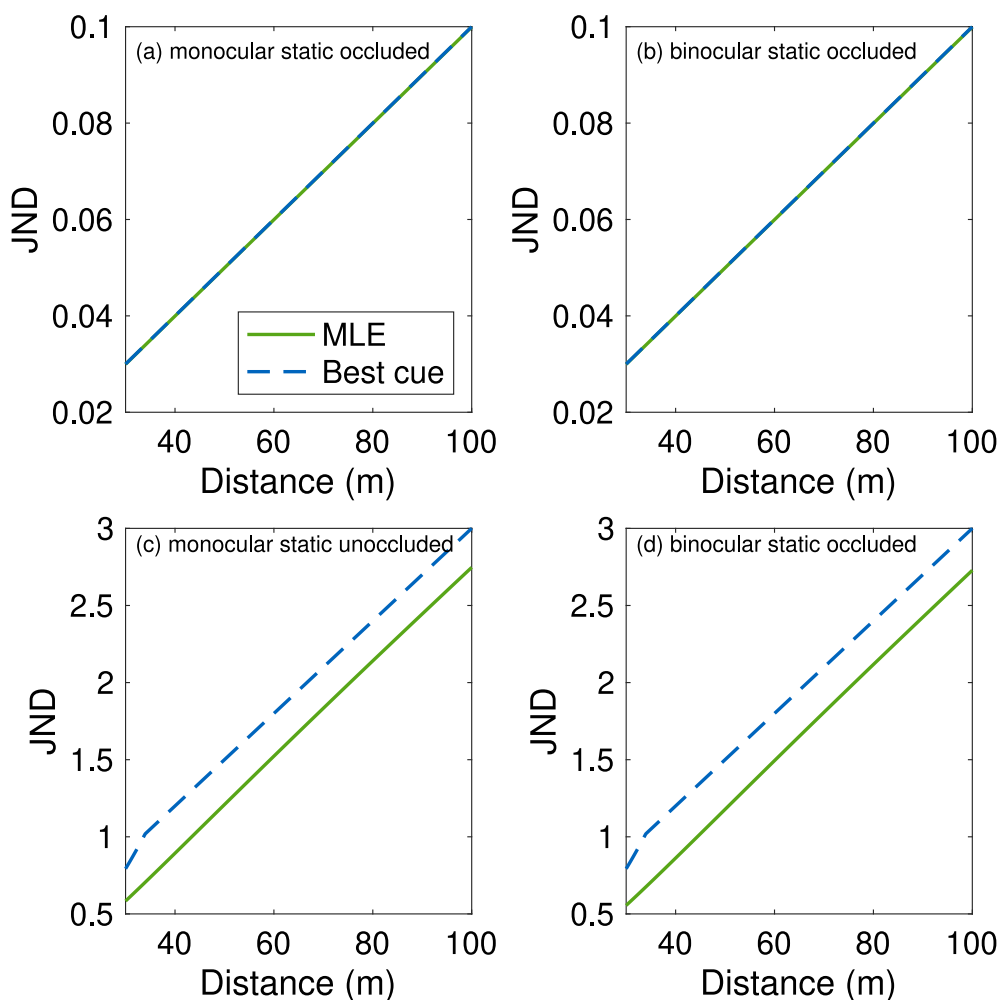 0.1
(a) monocular static occluded
0.08
0.06
JND
0.04
MLE
Best cue
0.02
40 60 80 100
Distance (m)
0.1
(b) binocular static occluded
0.08
0.06
JND
0.04
0.02
40 60 80 100
Distance (m)
3
(c) monocular static unoccluded
2.5
2
JND
1.5
1
0.5
40 60 80 100
Distance (m)
3
(d) binocular static occluded
2.5
2
JND
1.5
1
0.5
40 60 80 100
Distance (m)